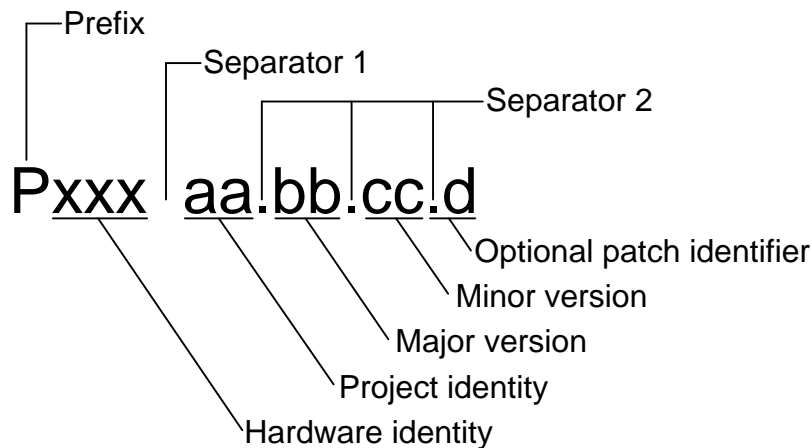 Prefix
Separator 1
Separator 2
Pxxx aa.bb.cc.d
Optional patch identifier
Minor version
Major version
Project identity
Hardware identity